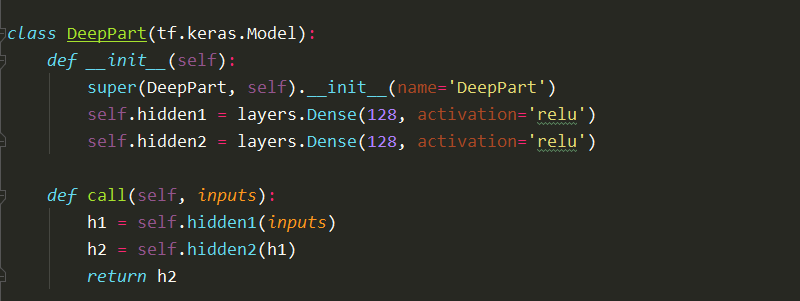 class DeepPart(tf.keras.Model):
    def __init__(self):
        super(DeepPart, self).__init__(name='DeepPart')
        self.hidden1 = layers.Dense(128, activation='relu')
        self.hidden2 = layers.Dense(128, activation='relu')

    def call(self, inputs):
        h1 = self.hidden1(inputs)
        h2 = self.hidden2(h1)
        return h2